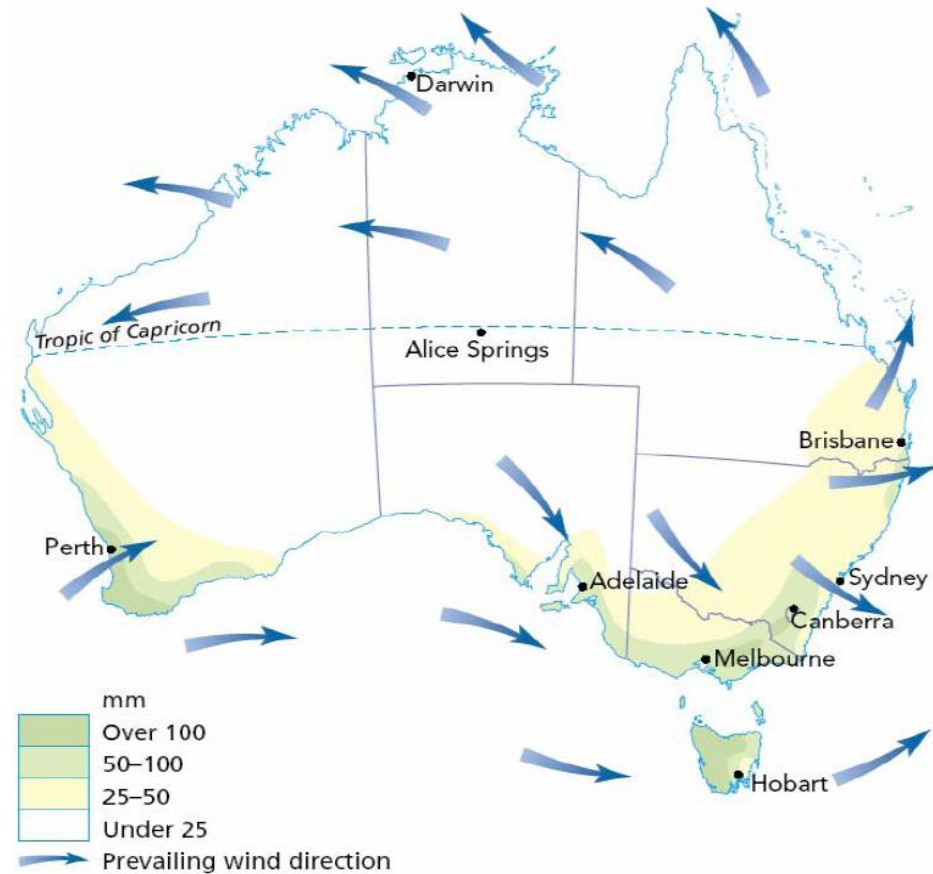 Darwin
Tropic of Capricorn
Alice Springs
Brisbane
Perth
Adelaide
Sydney
Canberra
Melbourne
Hobart
mm
Over 100
50–100
25–50
Under 25
Prevailing wind direction